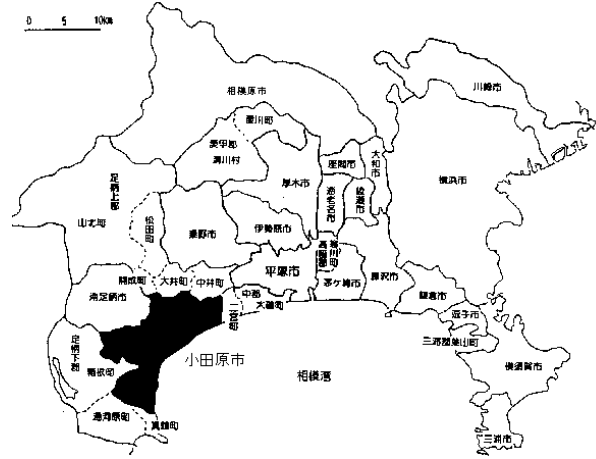 0 5 10km
川崎市
相模原市
愛川町
愛甲郡
清川村
座間市
大和市
厚木市
横浜市
足柄上郡
海老名市
綾瀬市
山北町
松田町
秦野市
伊勢原市
寒川町
高座郡
平塚市
藤沢市
開成町
大井町
中井町
茅ヶ崎市
鎌倉市
南足柄市
中郡
大磯町
二宮町
逗子市
三浦郡葉山町
足柄下郡
小田原市
箱根町
相模湾
横須賀市
湯河原町
真鶴町
三浦市